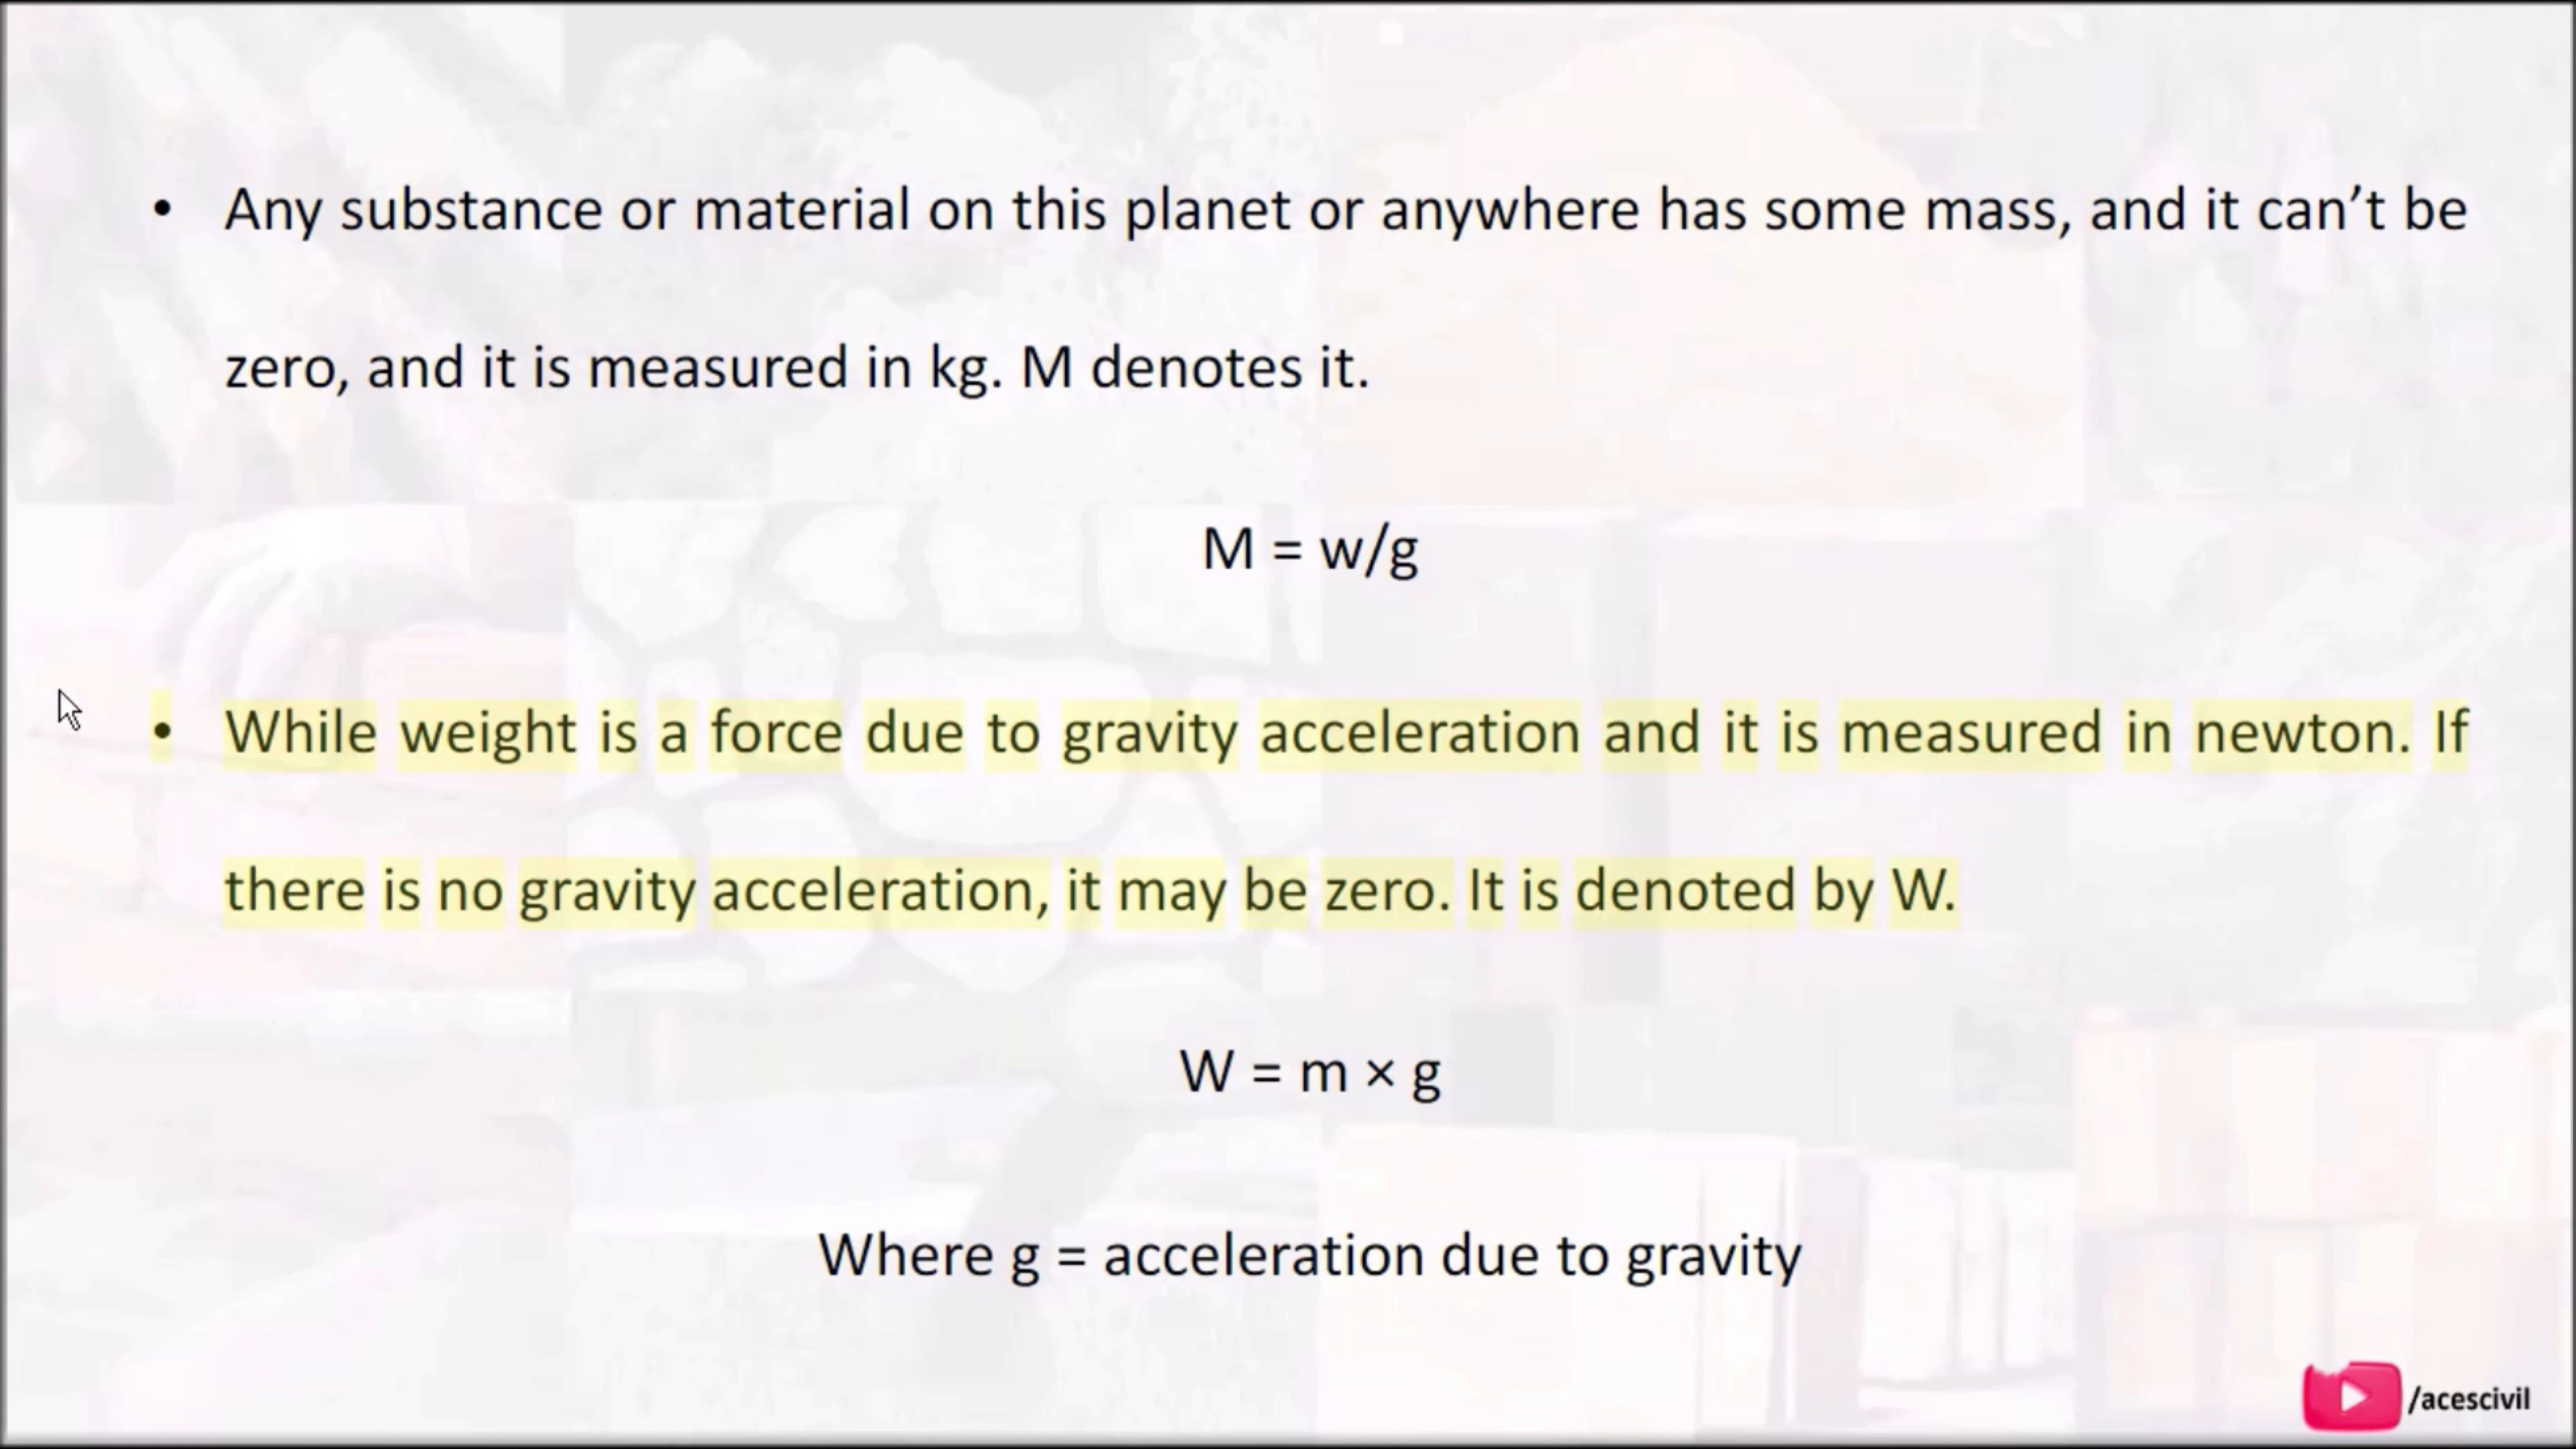 • Any substance or material on this planet or anywhere has some mass, and it can’t be
zero, and it is measured in kg. M denotes it.
M = w/g
• While weight is a force due to gravity acceleration and it is measured in newton. If
there is no gravity acceleration, it may be zero. It is denoted by W.
W = m × g
Where g = acceleration due to gravity
/acescivil